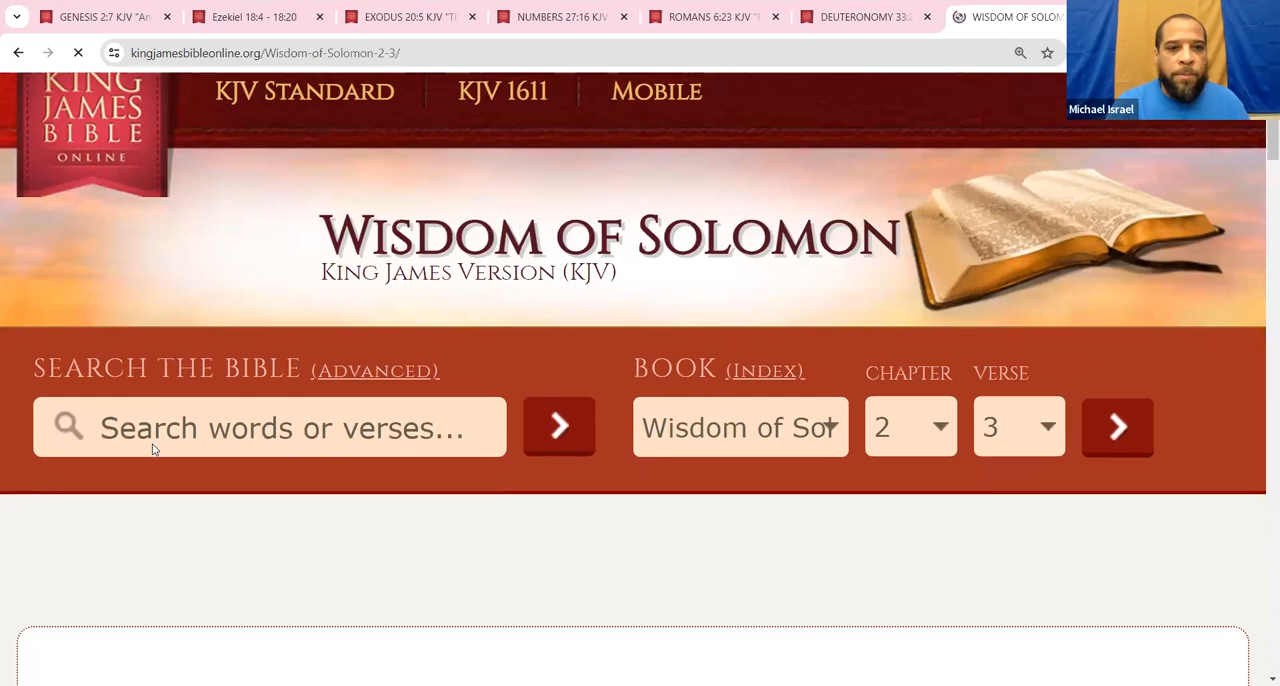 GENESIS 2:7 KJV "An
Ezekiel 18:4 - 18:20
EXODUS 20:5 KJV "Th
NUMBERS 27:16 KJV
ROMANS 6:23 KJV "F
DEUTERONOMY 33:2
WISDOM OF SOLOM
kingjamesbibleonline.org/Wisdom-of-Solomon-2-3/
Michael Israel
KING
JAMES
BIBLE
ONLINE
KJV STANDARD
KJV 1611
MOBILE
WISDOM OF SOLOMON
KING JAMES VERSION (KJV)
SEARCH THE BIBLE (ADVANCED)
BOOK (INDEX)
CHAPTER
VERSE
Search words or verses...
Wisdom of Sol
2
3